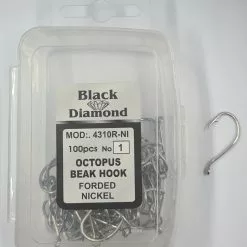 Black
Diamond
MOD:. 4310R-NI
100pcs No 1
OCTOPUS
BEAK HOOK
FORDED
NICKEL